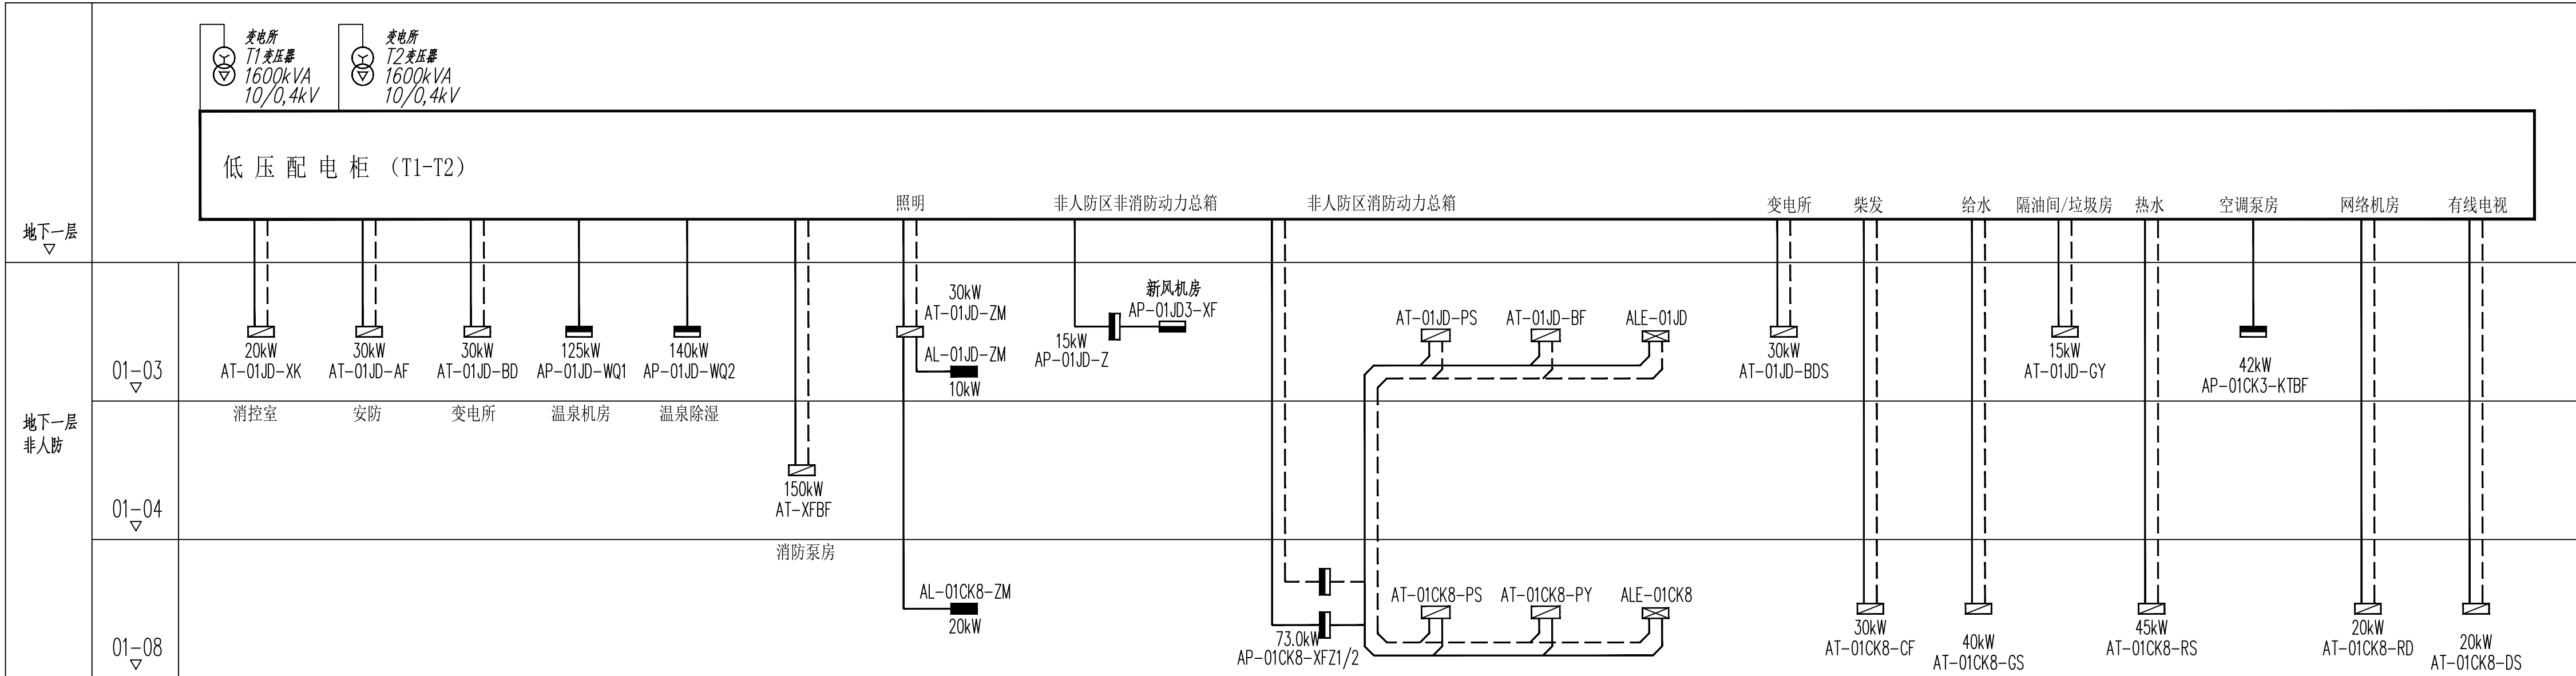 变电所
T1变压器
1600kVA
10/0,4kV
变电所
T2变压器
1600kVA
10/0,4kV
低压配电柜 (T1-T2)
照明
非人防区非消防动力总箱
非人防区消防动力总箱
变电所
柴发
给水
隔油间/垃圾房
热水
空调泵房
网络机房
有线电视
地下一层
20kW
AT-01JD-XK
消控室
30kW
AT-01JD-AF
安防
30kW
AT-01JD-BD
变电所
125kW
AP-01JD-WQ1
温泉机房
140kW
AP-01JD-WQ2
温泉除湿
30kW
AT-01JD-ZM
AL-01JD-ZM
10kW
15kW
AP-01JD-Z
新风机房
AP-01JD3-XF
AT-01JD-PS
AT-01JD-BF
ALE-01JD
30kW
AT-01JD-BDS
15kW
AT-01JD-GY
42kW
AP-01CK3-KTBF
01-03
地下一层
非人防
150kW
AT-XFBF
消防泵房
01-04
AL-01CK8-ZM
20kW
73.0kW
AP-01CK8-XFZ1/2
AT-01CK8-PS
AT-01CK8-PY
ALE-01CK8
30kW
AT-01CK8-CF
40kW
AT-01CK8-GS
45kW
AT-01CK8-RS
20kW
AT-01CK8-RD
20kW
AT-01CK8-DS
01-08